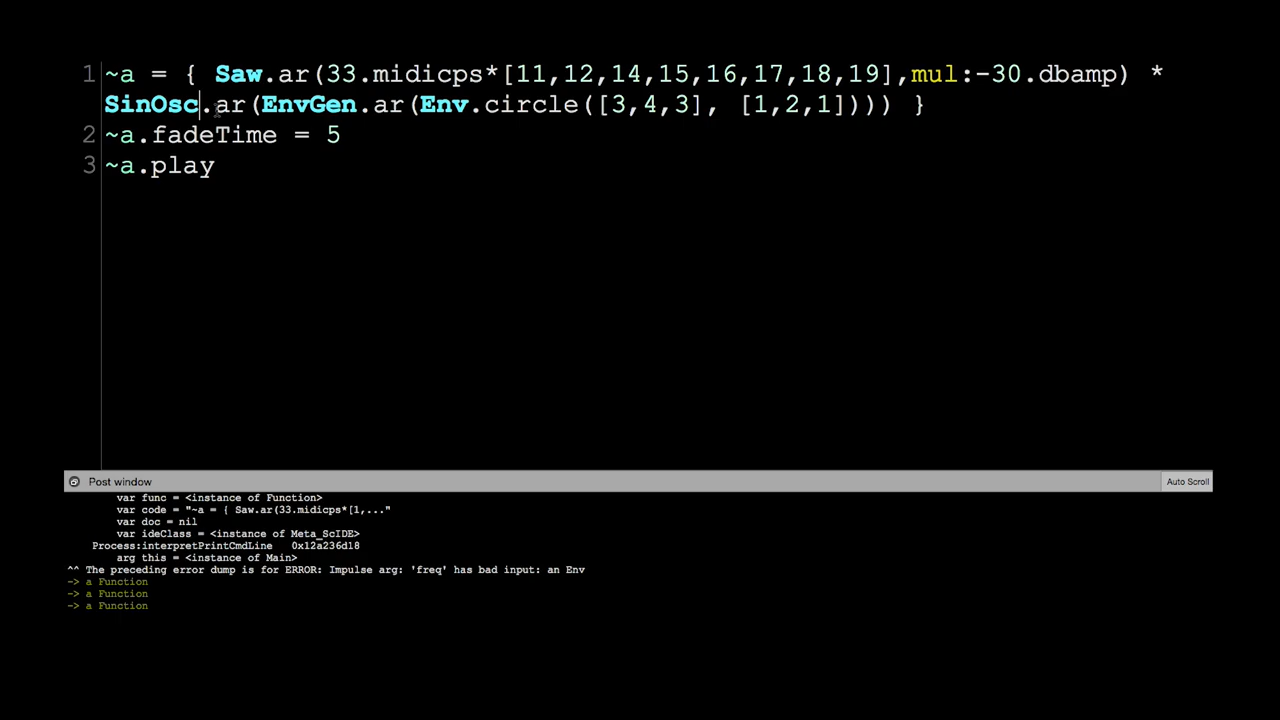 1 ~a = { Saw.ar(33.midicps*[11,12,14,15,16,17,18,19],mul:-30.dbamp) *
SinOsc.ar(EnvGen.ar(Env.circle([3,4,3], [1,2,1]))) }
2 ~a.fadeTime = 5
3 ~a.play
Post window Auto Scroll
var func = <instance of Function>
var code = "~a = { Saw.ar(33.midicps*[1,..."
var doc = nil
var ideClass = <instance of Meta_ScIDE>
Process:interpretPrintCmdLine 0x12a236d18
arg this = <instance of Main>
^^ The preceding error dump is for ERROR: Impulse arg: 'freq' has bad input: an Env
-> a Function
-> a Function
-> a Function